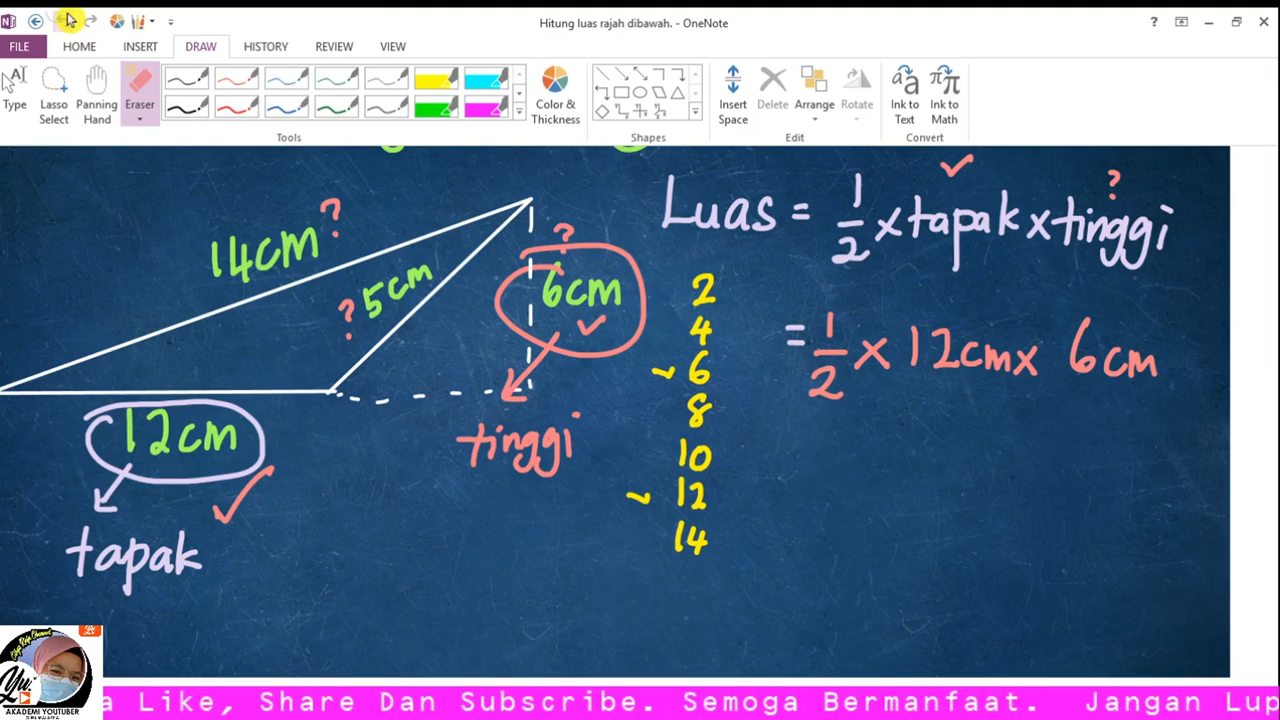 Hitung luas rajah dibawah. - OneNote
FILE HOME INSERT DRAW HISTORY REVIEW VIEW
Type
Lasso Select
Panning Hand
Eraser
Color & Thickness
Insert Space
Delete
Arrange
Rotate
Ink to Text
Ink to Math
Tools
Shapes
Edit
Convert
14cm ?
? 5cm
?
6cm
12cm
tapak
tinggi
2
4
6
8
10
12
14
?
Luas = 1/2 x tapak x tinggi
= 1/2 x 12cm x 6cm
AKADEMI YOUTUBER
a Like, Share Dan Subscribe. Semoga Bermanfaat. Jangan Lup